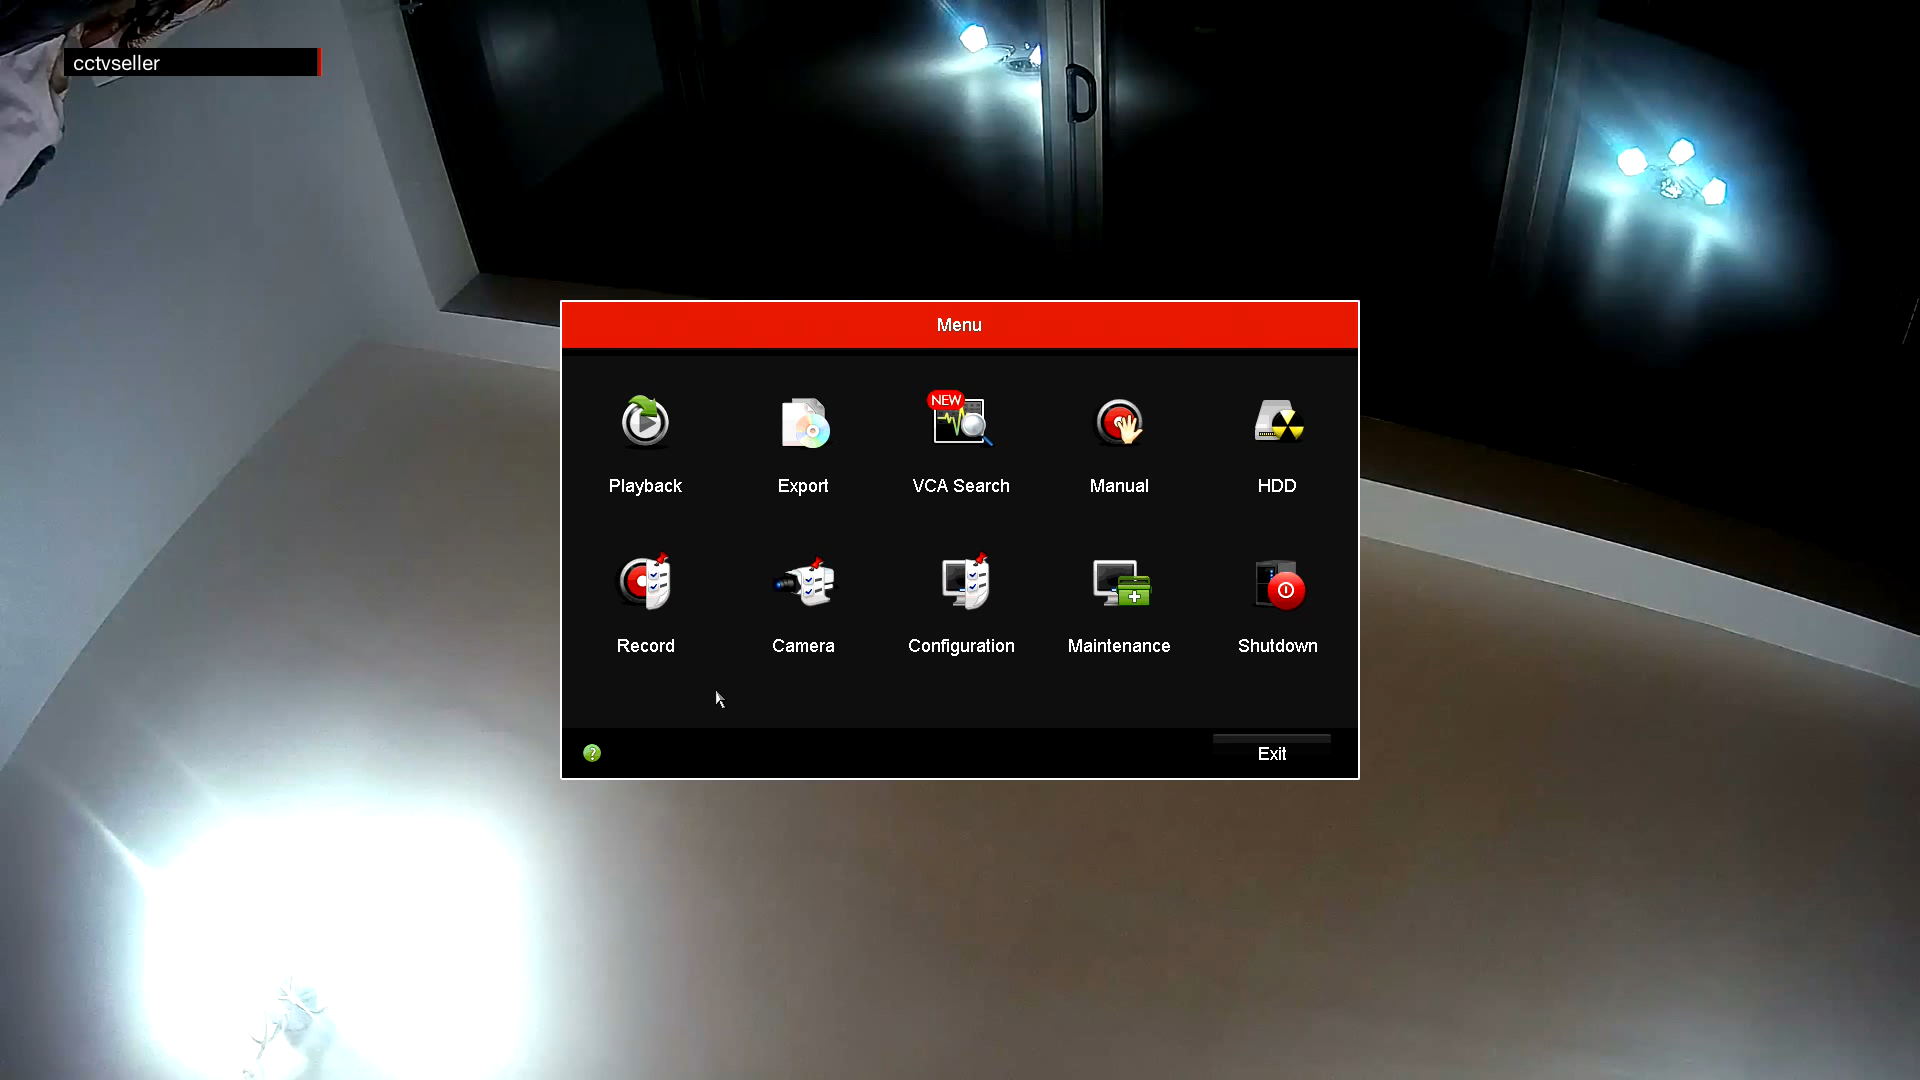 cctvseller
Menu
NEW
Playback
Export
VCA Search
Manual
HDD
Record
Camera
Configuration
Maintenance
Shutdown
?
Exit